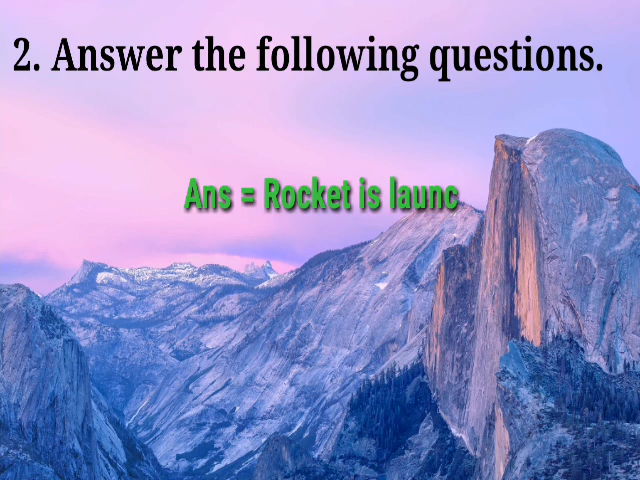 2. Answer the following questions.
Ans = Rocket is launc